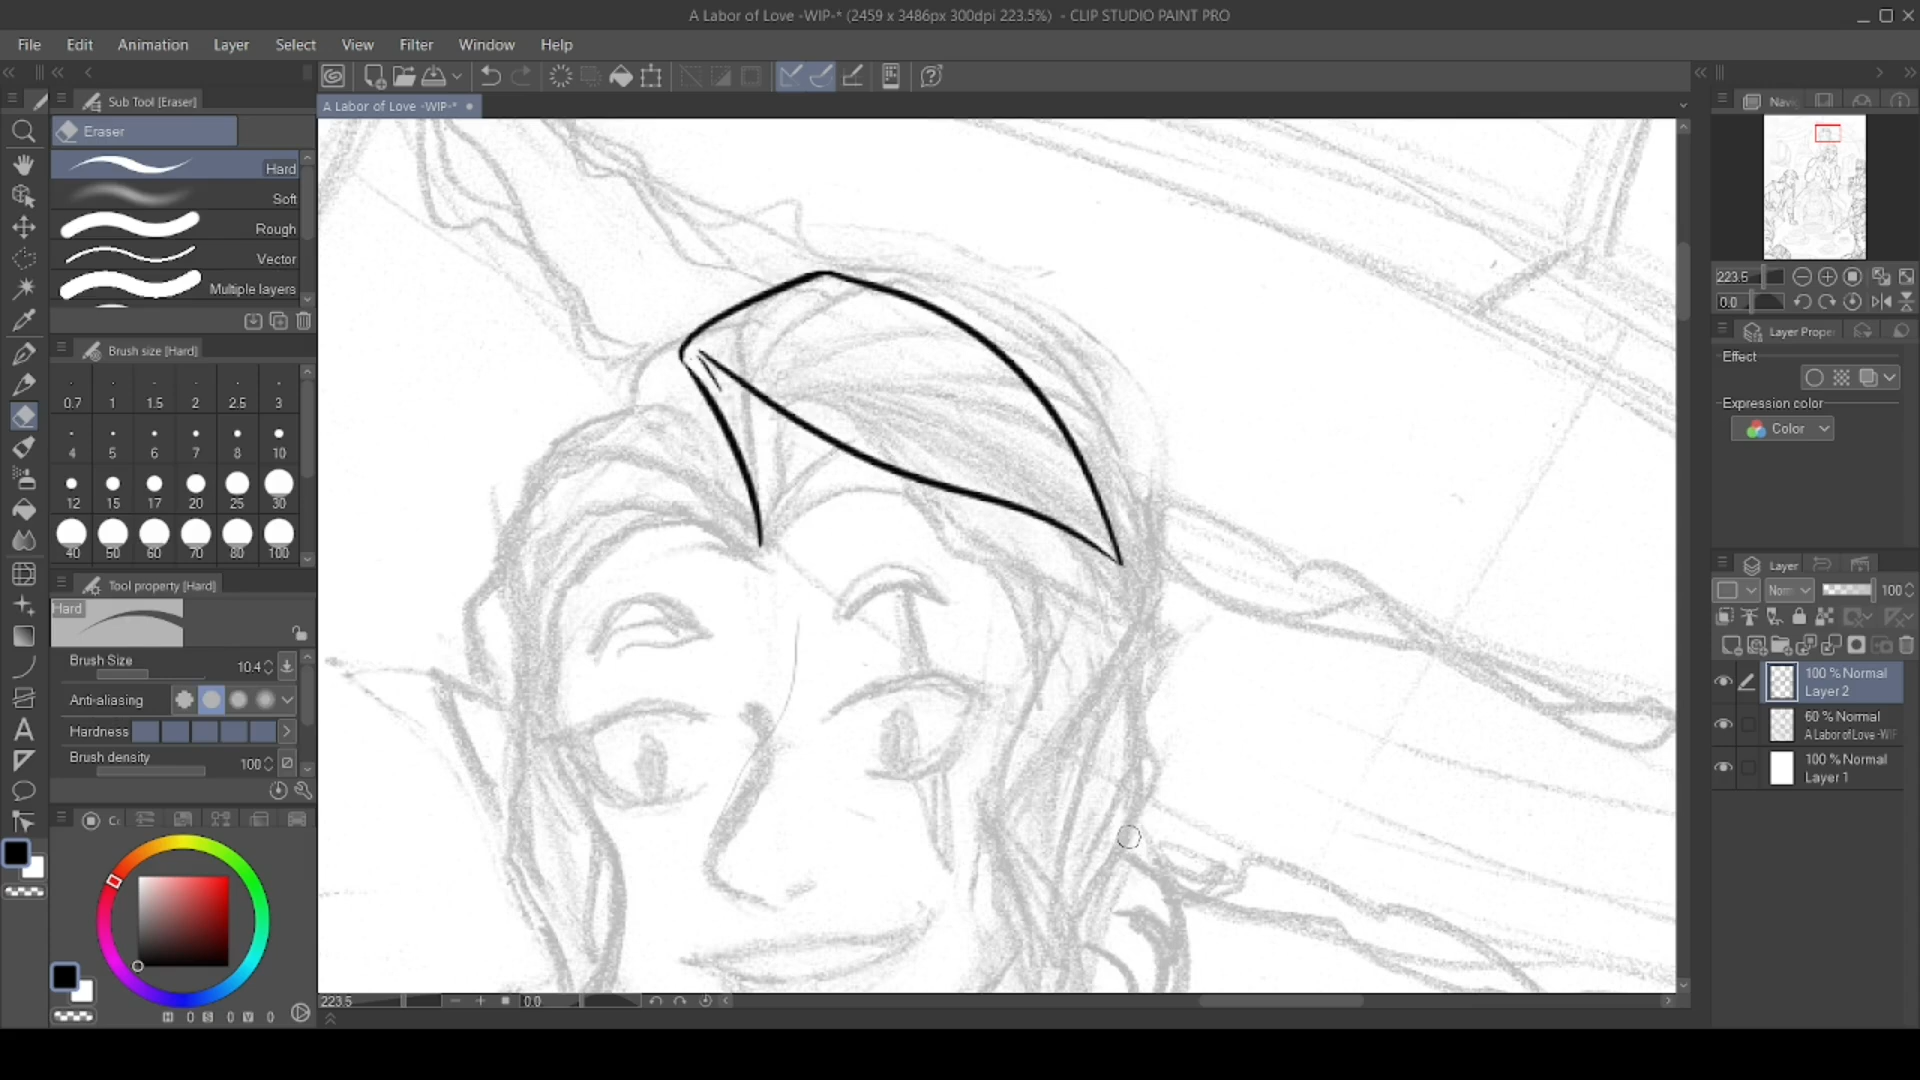 A Labor of Love -WIP-* (2459 x 3486px 300dpi 223.5%) - CLIP STUDIO PAINT PRO
File Edit Animation Layer Select View Filter Window Help
Sub Tool [Eraser]
A Labor of Love -WIP-*
Eraser
Hard
Soft
Rough
Vector
Multiple layers
Brush size [Hard]
0.7 1 1.5 2 2.5 3
4 5 6 7 8 10
12 15 17 20 25 30
40 50 60 70 80 100
Tool property [Hard]
Hard
Brush Size 10.4
Anti-aliasing
Hardness
Brush density 100
H 0 S 0 V 0
223.5 0.0
223.5
0.0
Layer Proper
Effect
Expression color
Color
Layer
100
100 % Normal
Layer 2
60 % Normal
A Labor of Love -WIP
100 % Normal
Layer 1